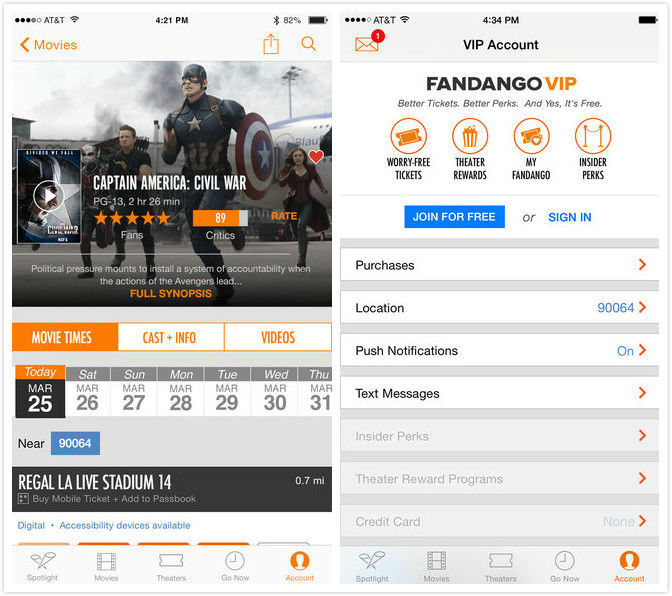 AT&T 4:21 PM 82%
Movies
DIVIDED WE FALL
CIVIL WAR
CAPTAIN AMERICA: CIVIL WAR
PG-13, 2 hr 26 min
89 RATE
Fans Critics
Political pressure mounts to install a system of accountability when
the actions of the Avengers lead...
FULL SYNOPSIS
MOVIE TIMES CAST + INFO VIDEOS
Today Sat Sun Mon Tue Wed Thu
MAR MAR MAR MAR MAR MAR MAR
25 26 27 28 29 30 31
Near 90064
REGAL LA LIVE STADIUM 14 0.7 mi
Buy Mobile Ticket + Add to Passbook
Digital • Accessibility devices available
Spotlight Movies Theaters Go Now Account
AT&T 4:34 PM
1
VIP Account
FANDANGO VIP
Better Tickets. Better Perks. And Yes, It's Free.
WORRY-FREE THEATER MY INSIDER
TICKETS REWARDS FANDANGO PERKS
JOIN FOR FREE or SIGN IN
Purchases
Location 90064
Push Notifications On
Text Messages
Insider Perks
Theater Reward Programs
Credit Card None
Spotlight Movies Theaters Go Now Account